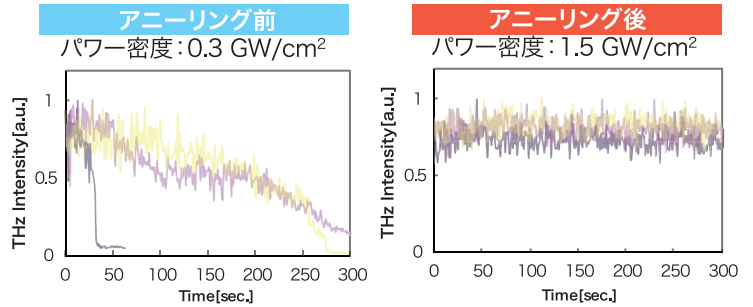 アニーリング前
パワー密度：0.3 GW/cm²
THz Intensity[a.u.]
1
0.5
0
0 50 100 150 200 250 300
Time[sec.]
アニーリング後
パワー密度：1.5 GW/cm²
THz Intensity[a.u.]
1
0.5
0
0 50 100 150 200 250 300
Time[sec.]